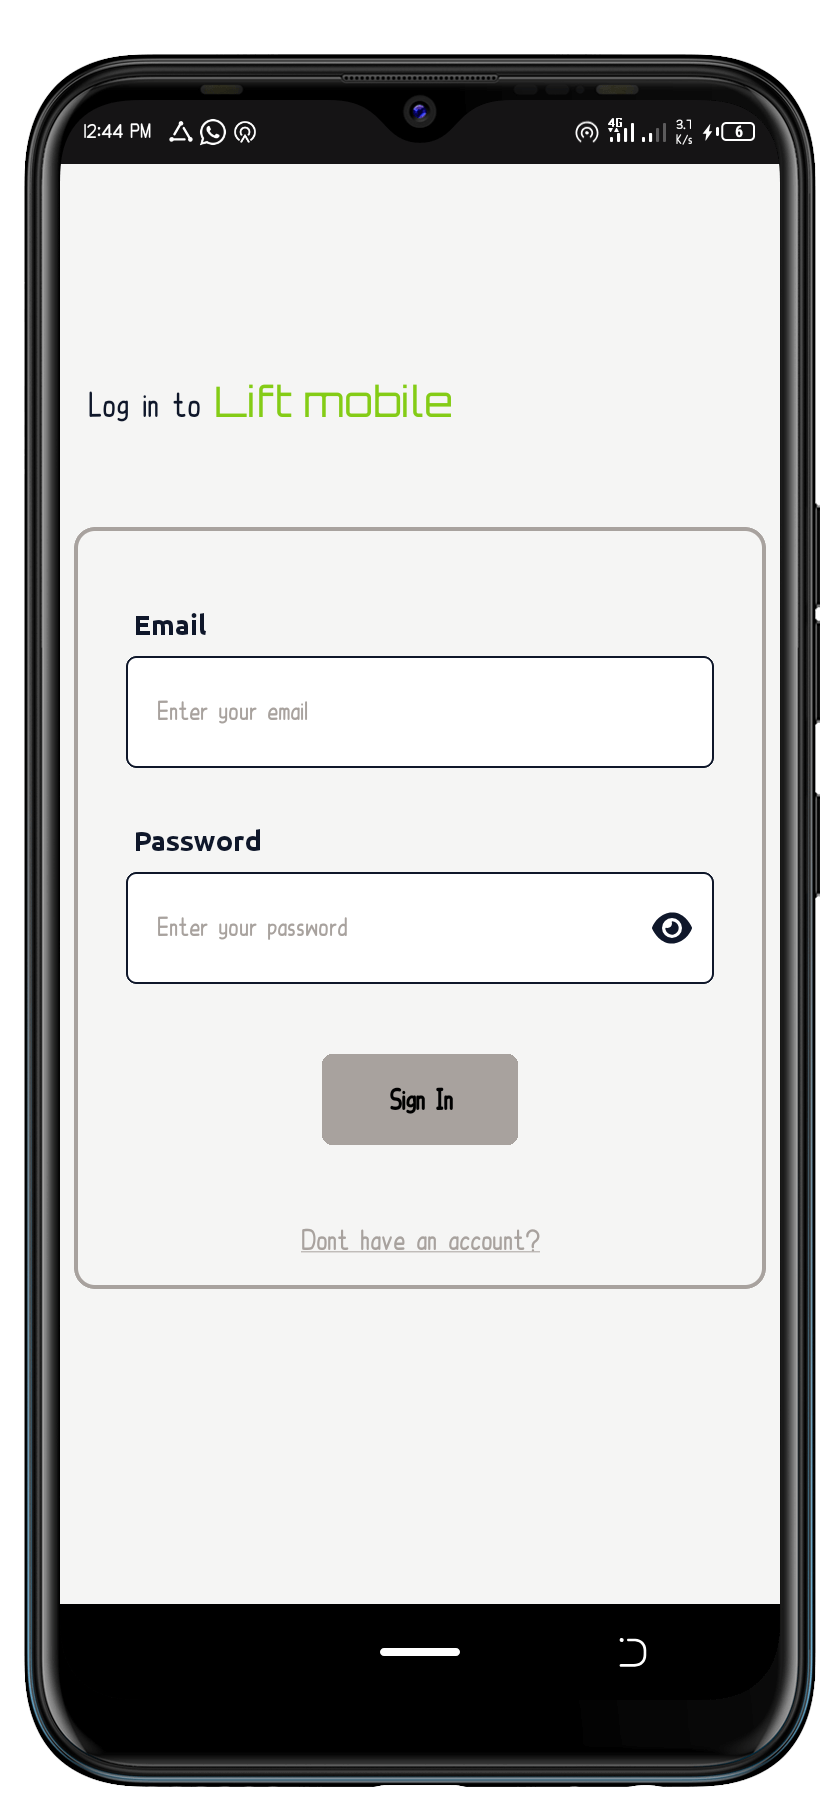 12:44 PM 4G 3.7 K/s 6
Log in to Lift mobile
Email
Enter your email
Password
Enter your password
Sign In
Dont have an account?